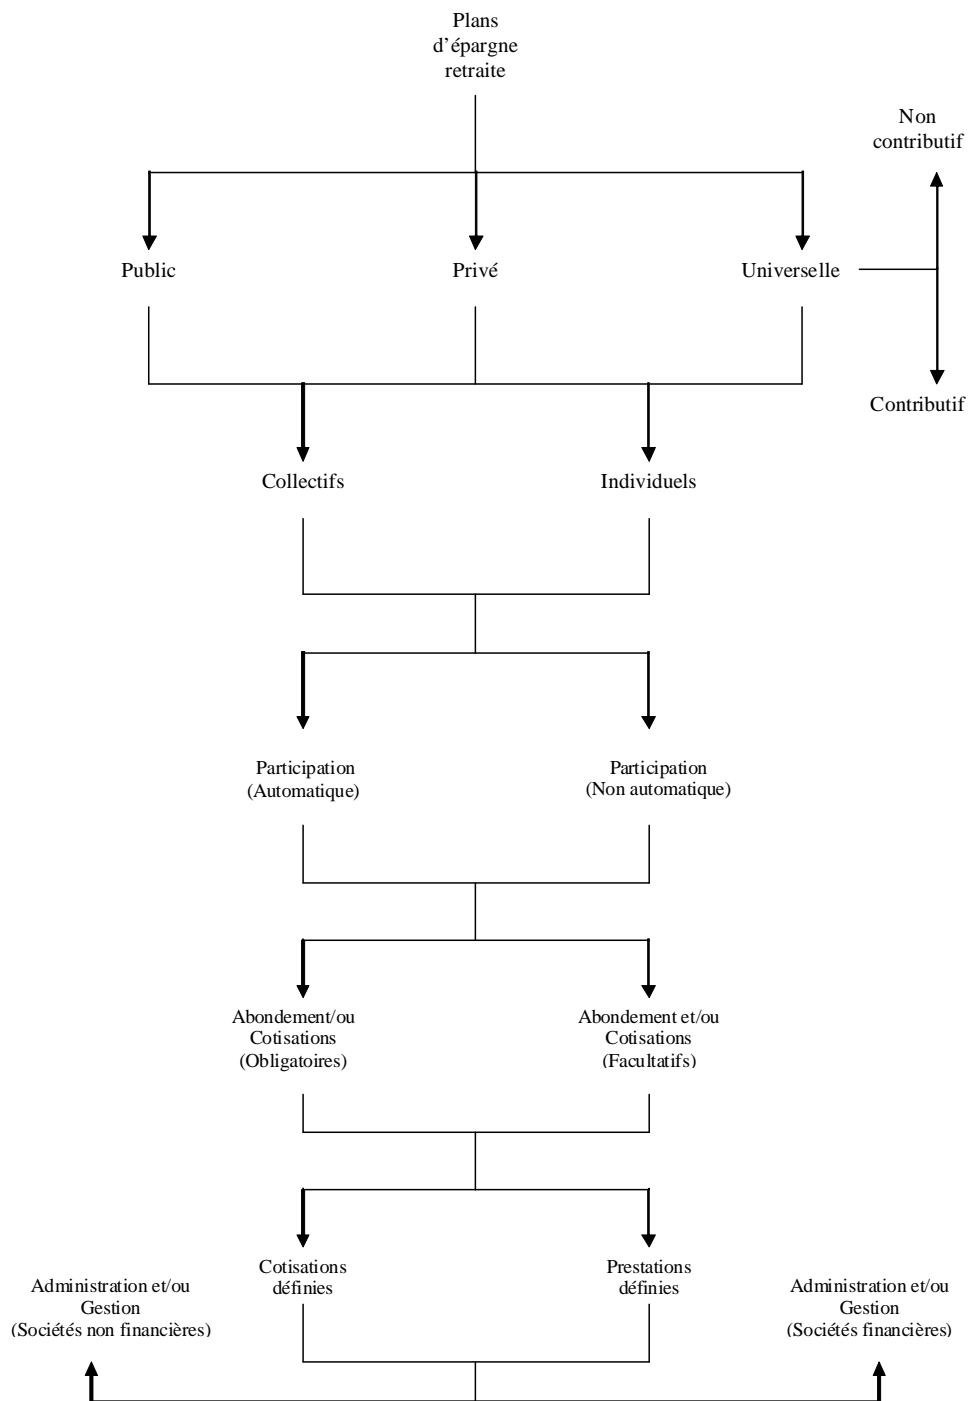 Plans
d'épargne
retraite
Non
contributif
Public
Privé
Universelle
Contributif
Collectifs
Individuels
Participation
(Automatique)
Participation
(Non automatique)
Abondement/ou
Cotisations
(Obligatoires)
Abondement et/ou
Cotisations
(Facultatifs)
Cotisations
définies
Prestations
définies
Administration et/ou
Gestion
(Sociétés non financières)
Administration et/ou
Gestion
(Sociétés financières)